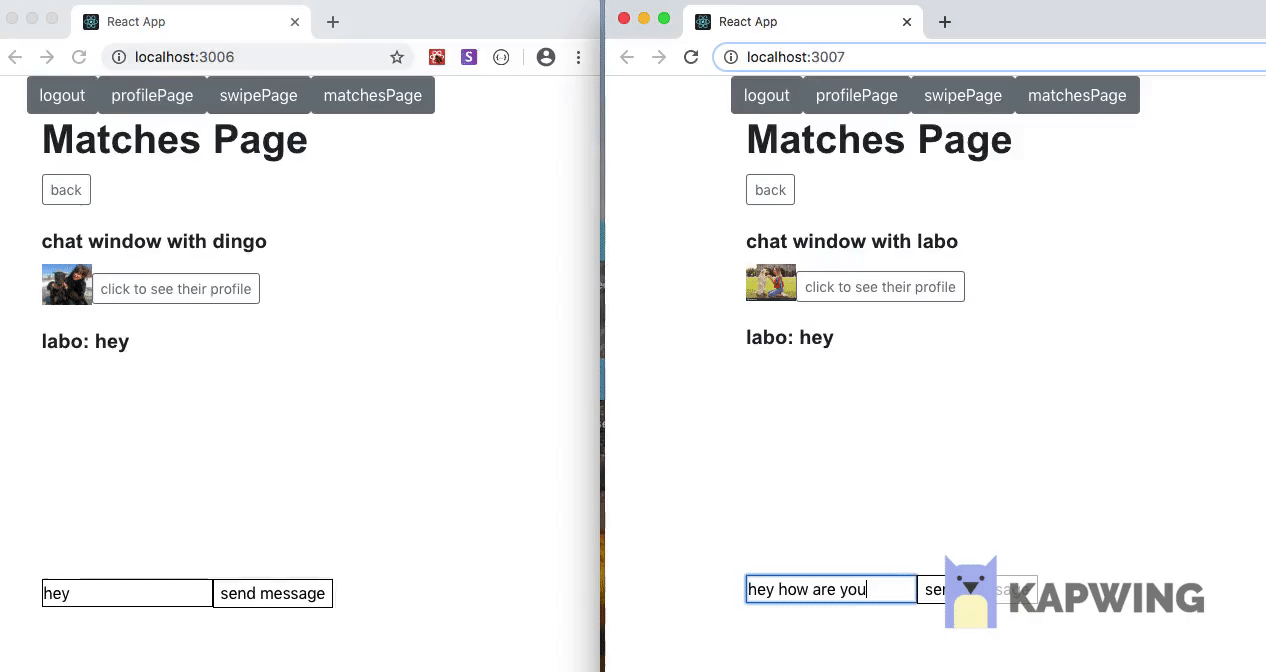 React App
localhost:3006
S
logout profilePage swipePage matchesPage
Matches Page
back
chat window with dingo
click to see their profile
labo: hey
hey
send message
React App
localhost:3007
logout profilePage swipePage matchesPage
Matches Page
back
chat window with labo
click to see their profile
labo: hey
hey how are you
KAPWING